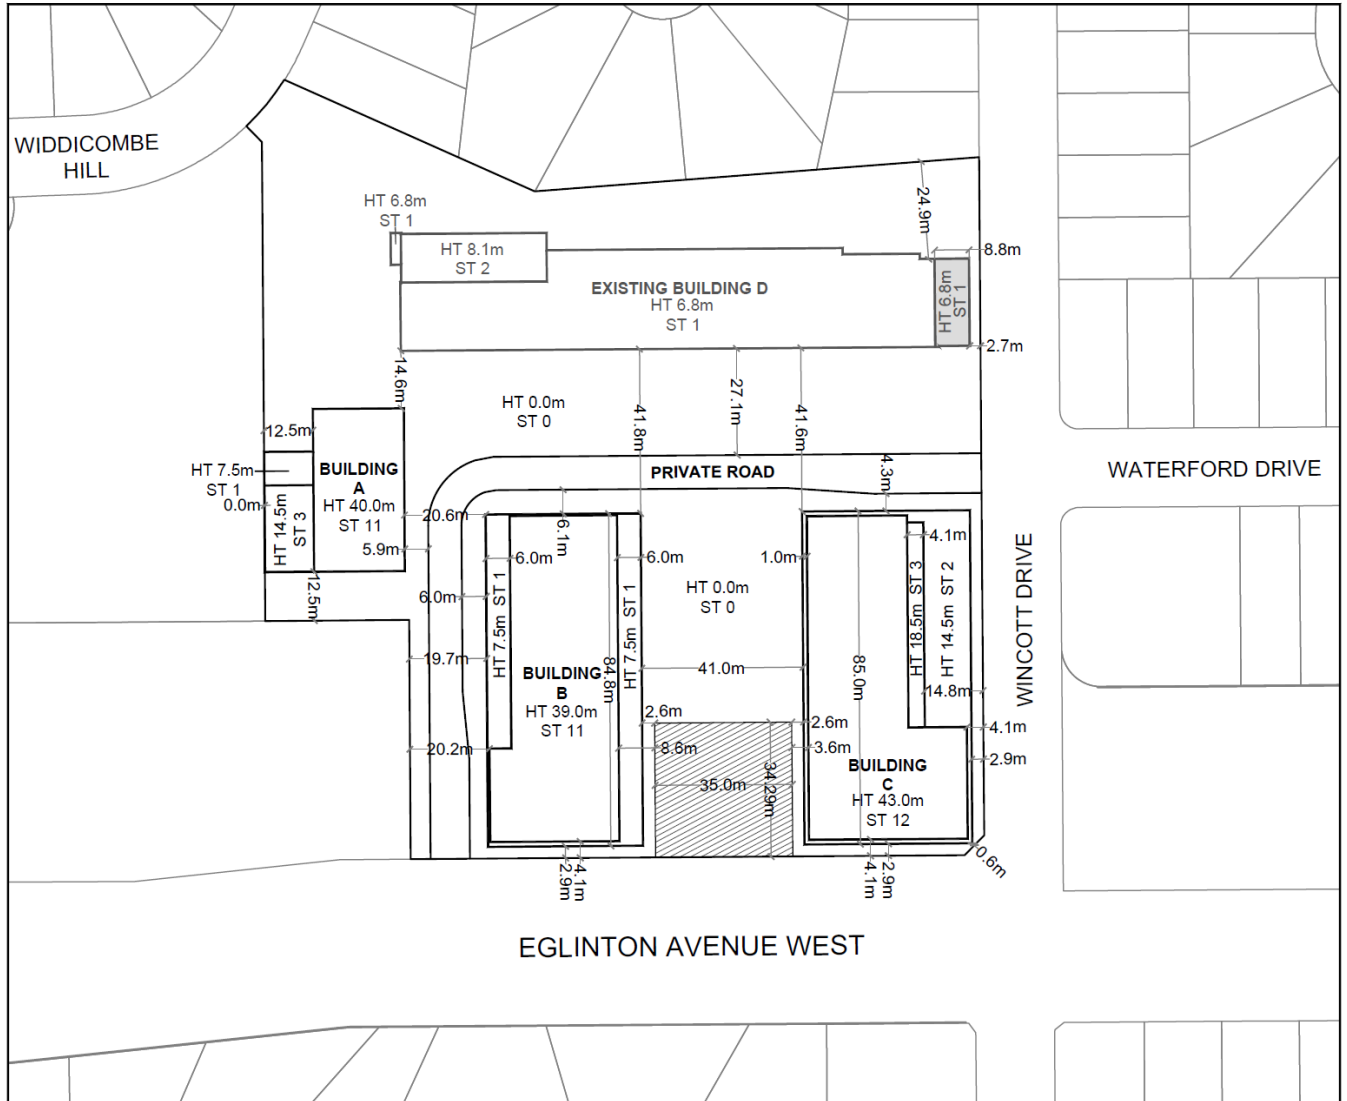 WIDDICOMBE
HILL
HT 6.8m
ST 1
HT 8.1m
ST 2
24.9m
8.8m
EXISTING BUILDING D
HT 6.8m
ST 1
HT 6.8m
ST 1
2.7m
14.6m
HT 0.0m
ST 0
41.8m
27.1m
41.6m
12.5m
HT 7.5m
ST 1
0.0m
HT 14.5m
ST 3
BUILDING
A
HT 40.0m
ST 11
PRIVATE ROAD
4.3m
WATERFORD DRIVE
20.6m
5.9m
6.1m
6.0m
6.0m
1.0m
4.1m
12.5m
6.0m
HT 7.5m ST 1
HT 7.5m ST 1
HT 0.0m
ST 0
HT 18.5m ST 3
HT 14.5m ST 2
WINCOTT DRIVE
19.7m
84.8m
41.0m
85.0m
14.8m
BUILDING
B
HT 39.0m
ST 11
2.6m
2.6m
4.1m
20.2m
8.6m
3.6m
2.9m
35.0m
34.29m
BUILDING
C
HT 43.0m
ST 12
0.6m
2.9m
4.1m
4.1m
2.9m
EGLINTON AVENUE WEST